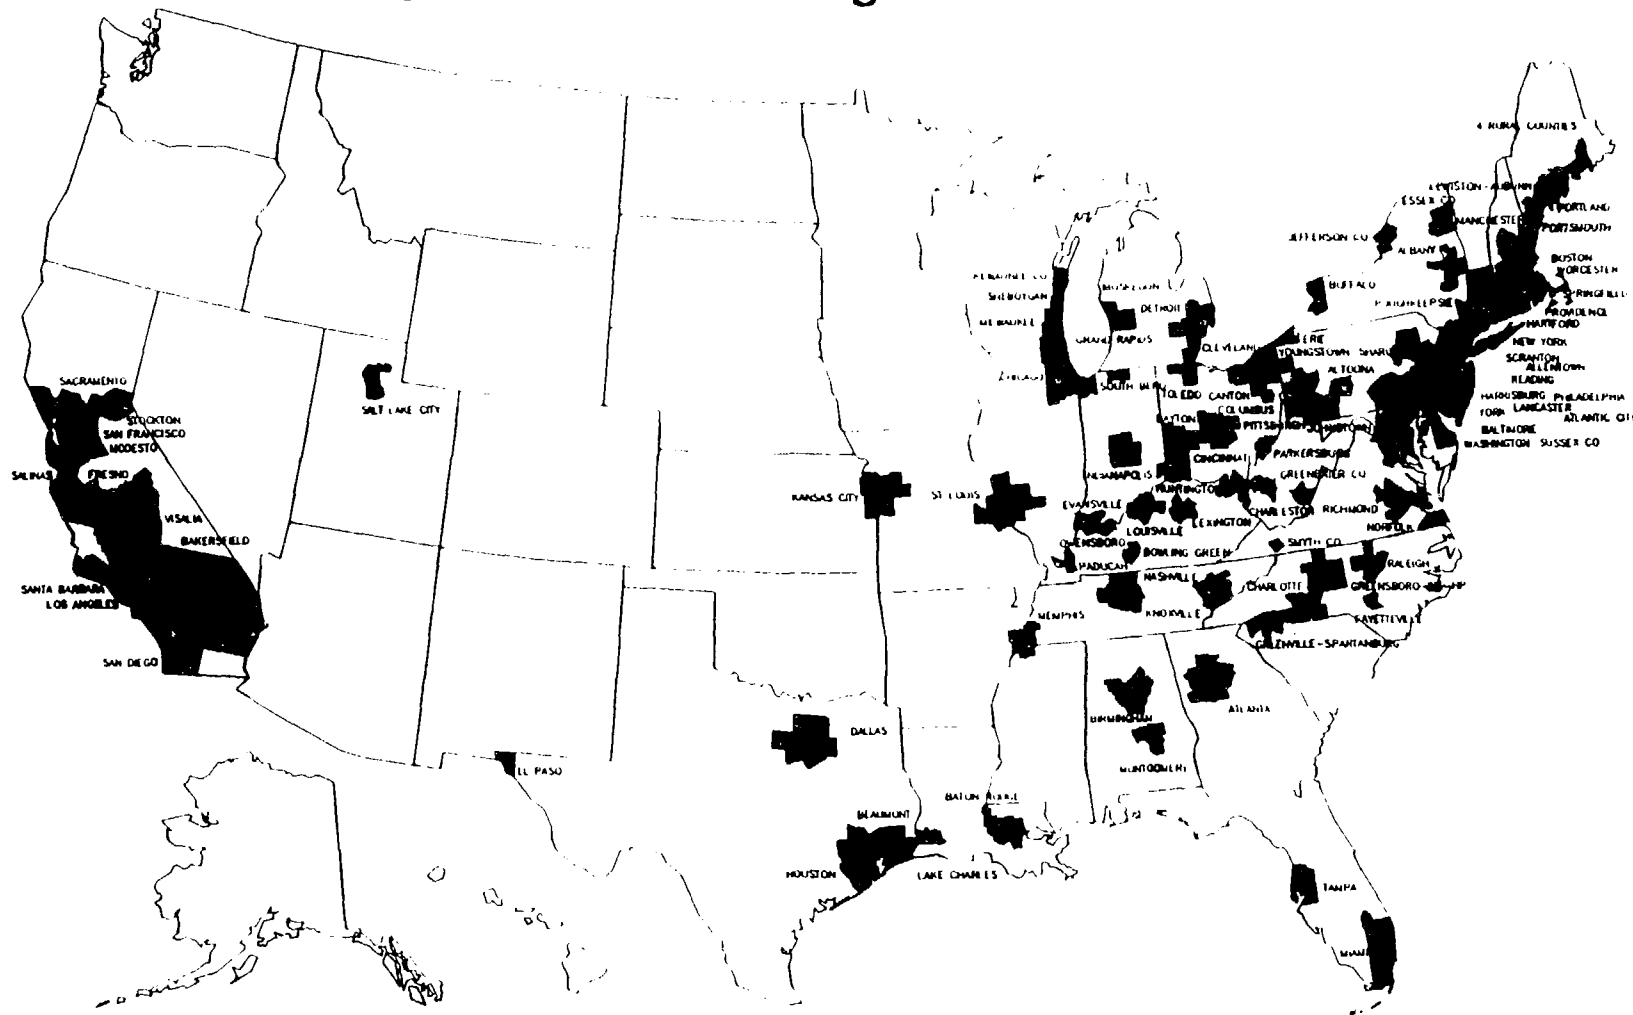 4 RURAL COUNTIES
LEWISTON-AUBURN
ESSEX CO
PORTLAND
MANCHESTER
PORTSMOUTH
JEFFERSON CO
ALBANY
BOSTON
WORCESTER
KEWAUNEE CO
MUSKEGON
BUFFALO
SPRINGFIELD
SHEBOYGAN
DETROIT
POUGHKEEPSIE
PROVIDENCE
MILWAUKEE
HARTFORD
GRAND RAPIDS
CLEVELAND
ERIE
NEW YORK
YOUNGSTOWN SHARON
SCRANTON
ALLENTOWN
ALTOONA
READING
CHICAGO
SOUTH BEND
SACRAMENTO
TOLEDO CANTON
HARRISBURG PHILADELPHIA
SALT LAKE CITY
COLUMBUS
YORK LANCASTER
STOCKTON
DAYTON
PITTSBURGH
JOHNSTOWN
ATLANTIC CITY
SAN FRANCISCO
BALTIMORE
MODESTO
WASHINGTON SUSSEX CO
CINCINNATI
PARKERSBURG
SALINAS
FRESNO
INDIANAPOLIS
GREENBRIER CO
KANSAS CITY
ST LOUIS
HUNTINGTON
EVANSVILLE
CHARLESTON
RICHMOND
VISALIA
LEXINGTON
NORFOLK
LOUISVILLE
BAKERSFIELD
OWENSBORO
SMYTH CO
BOWLING GREEN
PADUCAH
RALEIGH
NASHVILLE
SANTA BARBARA
CHARLOTTE
GREENSBORO
LOS ANGELES
MEMPHIS
KNOXVILLE
FAYETTEVILLE
GREENVILLE-SPARTANBURG
SAN DIEGO
ATLANTA
BIRMINGHAM
DALLAS
MONTGOMERY
EL PASO
BATON ROUGE
BEAUMONT
HOUSTON
LAKE CHARLES
TAMPA
MIAMI